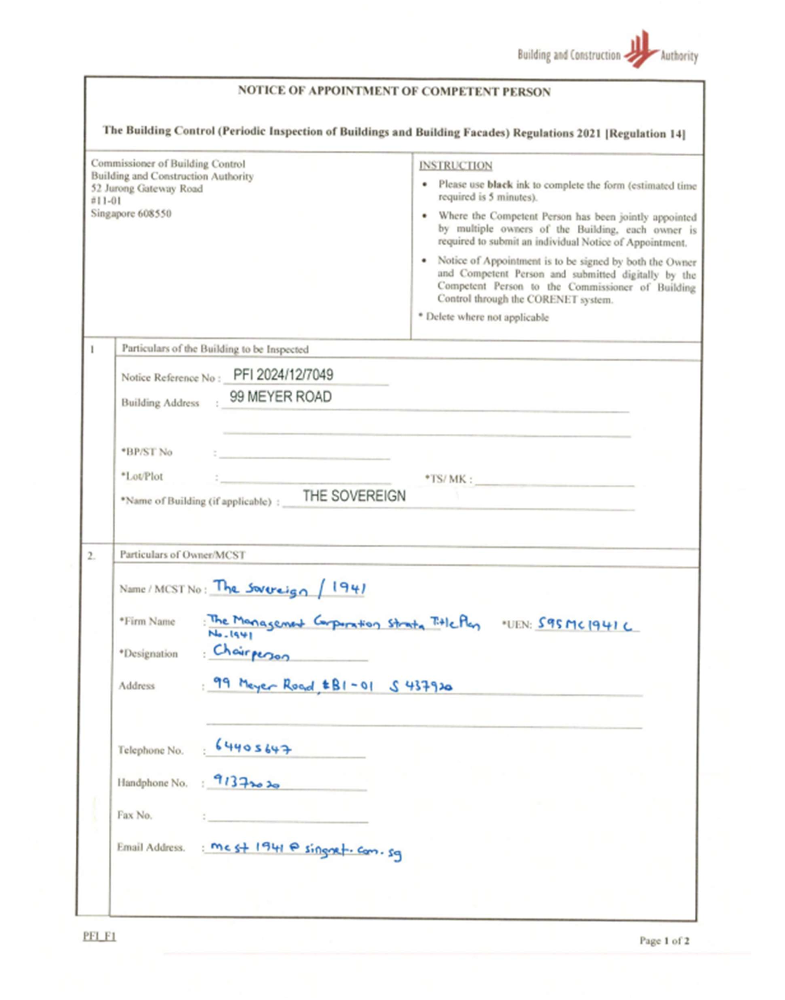 Building and Construction Authority
NOTICE OF APPOINTMENT OF COMPETENT PERSON
The Building Control (Periodic Inspection of Buildings and Building Facades) Regulations 2021 [Regulation 14]
Commissioner of Building Control
Building and Construction Authority
52 Jurong Gateway Road
#11-01
Singapore 608550
INSTRUCTION
• Please use black ink to complete the form (estimated time
required is 5 minutes).
• Where the Competent Person has been jointly appointed
by multiple owners of the Building, each owner is
required to submit an individual Notice of Appointment.
• Notice of Appointment is to be signed by both the Owner
and Competent Person and submitted digitally by the
Competent Person to the Commissioner of Building
Control through the CORENET system.
* Delete where not applicable
1 Particulars of the Building to be Inspected
Notice Reference No : PFI 2024/12/7049
Building Address : 99 MEYER ROAD
*BP/ST No :
*Lot/Plot : *TS/ MK :
*Name of Building (if applicable) : THE SOVEREIGN
2. Particulars of Owner/MCST
Name / MCST No : The Sovereign / 1941
*Firm Name : The Management Corporation Strata Title Plan *UEN: S95MC1941C
No. 1941
*Designation : Chairperson
Address : 99 Meyer Road, #B1-01 S 437920
Telephone No. : 64405647
Handphone No. : 91372020
Fax No. :
Email Address. : mcst1941@singnet.com.sg
PFI_F1
Page 1 of 2